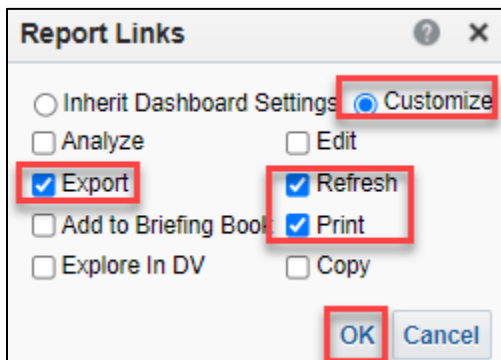 Report Links
Inherit Dashboard Settings Customize
Analyze Edit
Export Refresh
Add to Briefing Book Print
Explore In DV Copy
OK Cancel